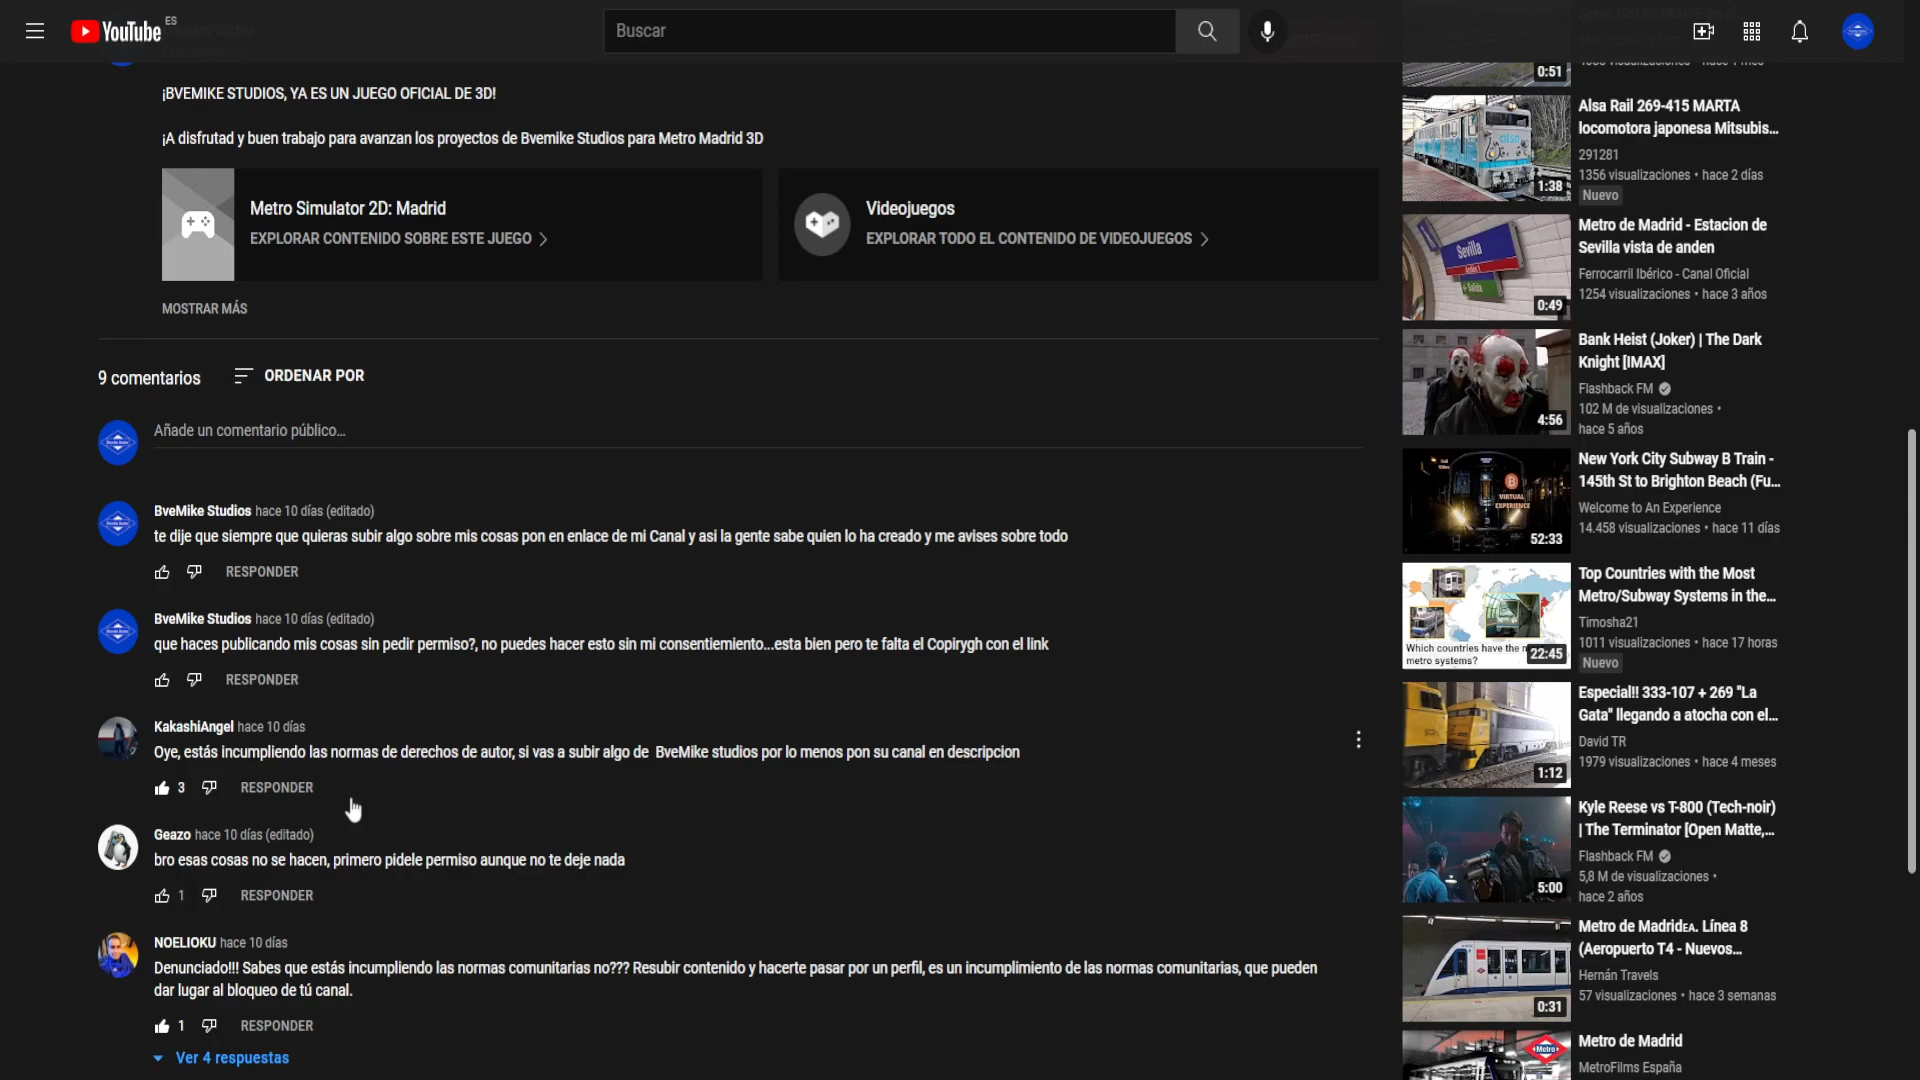 YouTube ES
Buscar
¡BVEMIKE STUDIOS, YA ES UN JUEGO OFICIAL DE 3D!
¡A disfrutad y buen trabajo para avanzan los proyectos de Bvemike Studios para Metro Madrid 3D
Metro Simulator 2D: Madrid
EXPLORAR CONTENIDO SOBRE ESTE JUEGO
Videojuegos
EXPLORAR TODO EL CONTENIDO DE VIDEOJUEGOS
MOSTRAR MÁS
9 comentarios
ORDENAR POR
Añade un comentario público...
BveMike Studios hace 10 días (editado)
te dije que siempre que quieras subir algo sobre mis cosas pon en enlace de mi Canal y asi la gente sabe quien lo ha creado y me avises sobre todo
RESPONDER
BveMike Studios hace 10 días (editado)
que haces publicando mis cosas sin pedir permiso?, no puedes hacer esto sin mi consentiemiento...esta bien pero te falta el Copirygh con el link
RESPONDER
KakashiAngel hace 10 días
Oye, estás incumpliendo las normas de derechos de autor, si vas a subir algo de BveMike studios por lo menos pon su canal en descripcion
3 RESPONDER
Geazo hace 10 días (editado)
bro esas cosas no se hacen, primero pidele permiso aunque no te deje nada
1 RESPONDER
NOELIOKU hace 10 días
Denunciado!!! Sabes que estás incumpliendo las normas comunitarias no??? Resubir contenido y hacerte pasar por un perfil, es un incumplimiento de las normas comunitarias, que pueden
dar lugar al bloqueo de tú canal.
1 RESPONDER
Ver 4 respuestas
0:51
Alsa Rail 269-415 MARTA
locomotora japonesa Mitsubis...
291281
1356 visualizaciones • hace 2 días
Nuevo
1:38
Metro de Madrid - Estacion de
Sevilla vista de anden
Ferrocarril Ibérico - Canal Oficial
1254 visualizaciones • hace 3 años
Sevilla
Salida
0:49
Bank Heist (Joker) | The Dark
Knight [IMAX]
Flashback FM
102 M de visualizaciones •
hace 5 años
4:56
New York City Subway B Train -
145th St to Brighton Beach (Fu...
Welcome to An Experience
14.458 visualizaciones • hace 11 días
B
VIRTUAL
EXPERIENCE
52:33
Top Countries with the Most
Metro/Subway Systems in the...
Timosha21
1011 visualizaciones • hace 17 horas
Nuevo
Which countries have the
metro systems?
22:45
Especial!! 333-107 + 269 "La
Gata" llegando a atocha con el...
David TR
1979 visualizaciones • hace 4 meses
1:12
Kyle Reese vs T-800 (Tech-noir)
| The Terminator [Open Matte,...
Flashback FM
5,8 M de visualizaciones •
hace 2 años
5:00
Metro de MadridEA. Línea 8
(Aeropuerto T4 - Nuevos...
Hernán Travels
57 visualizaciones • hace 3 semanas
0:31
Metro de Madrid
MetroFilms España
Metro